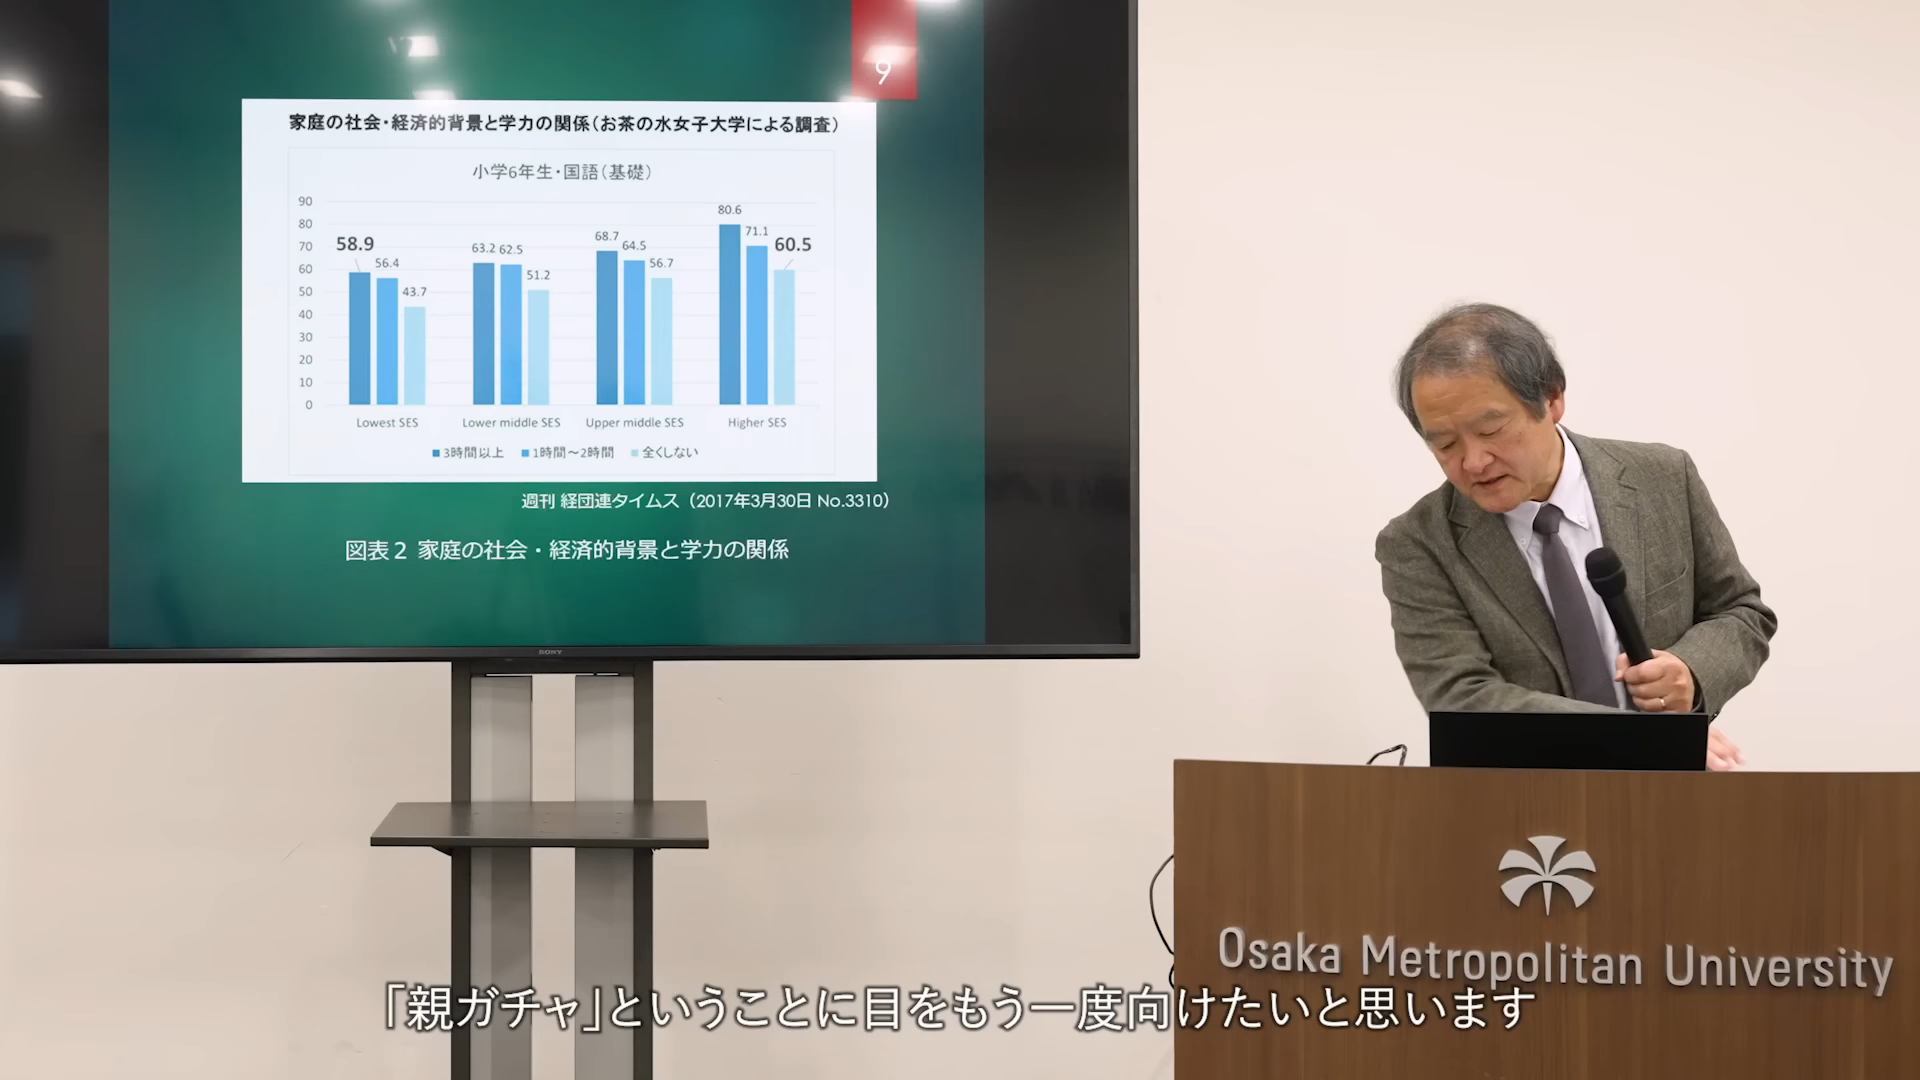 9
家庭の社会・経済的背景と学力の関係(お茶の水女子大学による調査)
小学6年生・国語(基礎)
90
80
70
60
50
40
30
20
10
0
58.9
56.4
43.7
63.2
62.5
51.2
68.7
64.5
56.7
80.6
71.1
60.5
Lowest SES
Lower middle SES
Upper middle SES
Higher SES
3時間以上 1時間~2時間 全くしない
週刊 経団連タイムス(2017年3月30日 No.3310)
図表2 家庭の社会・経済的背景と学力の関係
SONY
Osaka Metropolitan University
「親ガチャ」ということに目をもう一度向けたいと思います